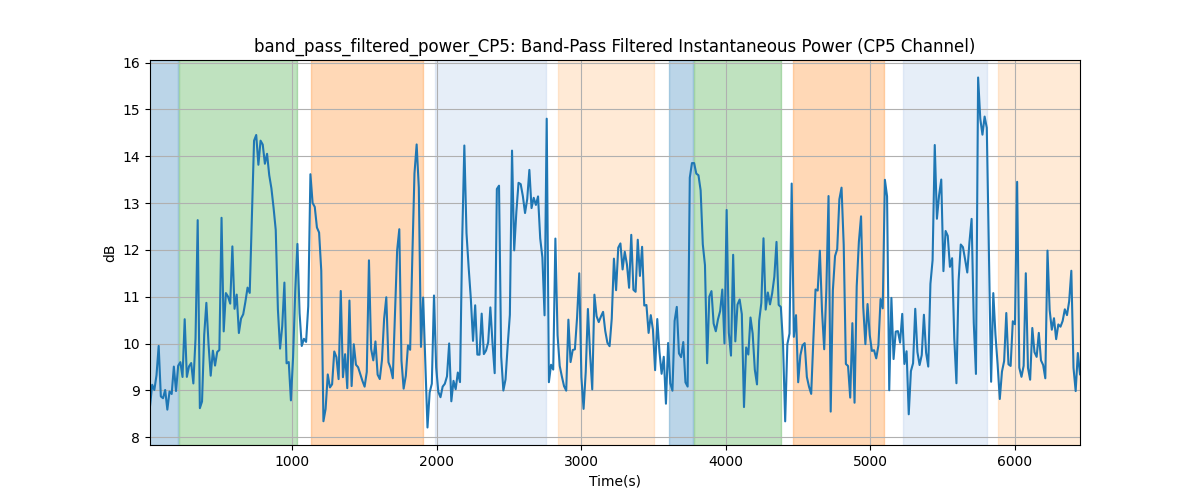 band_pass_filtered_power_CP5: Band-Pass Filtered Instantaneous Power (CP5 Channel)
16
15
14
13
12
11
10
9
8
dB
1000 2000 3000 4000 5000 6000
Time(s)